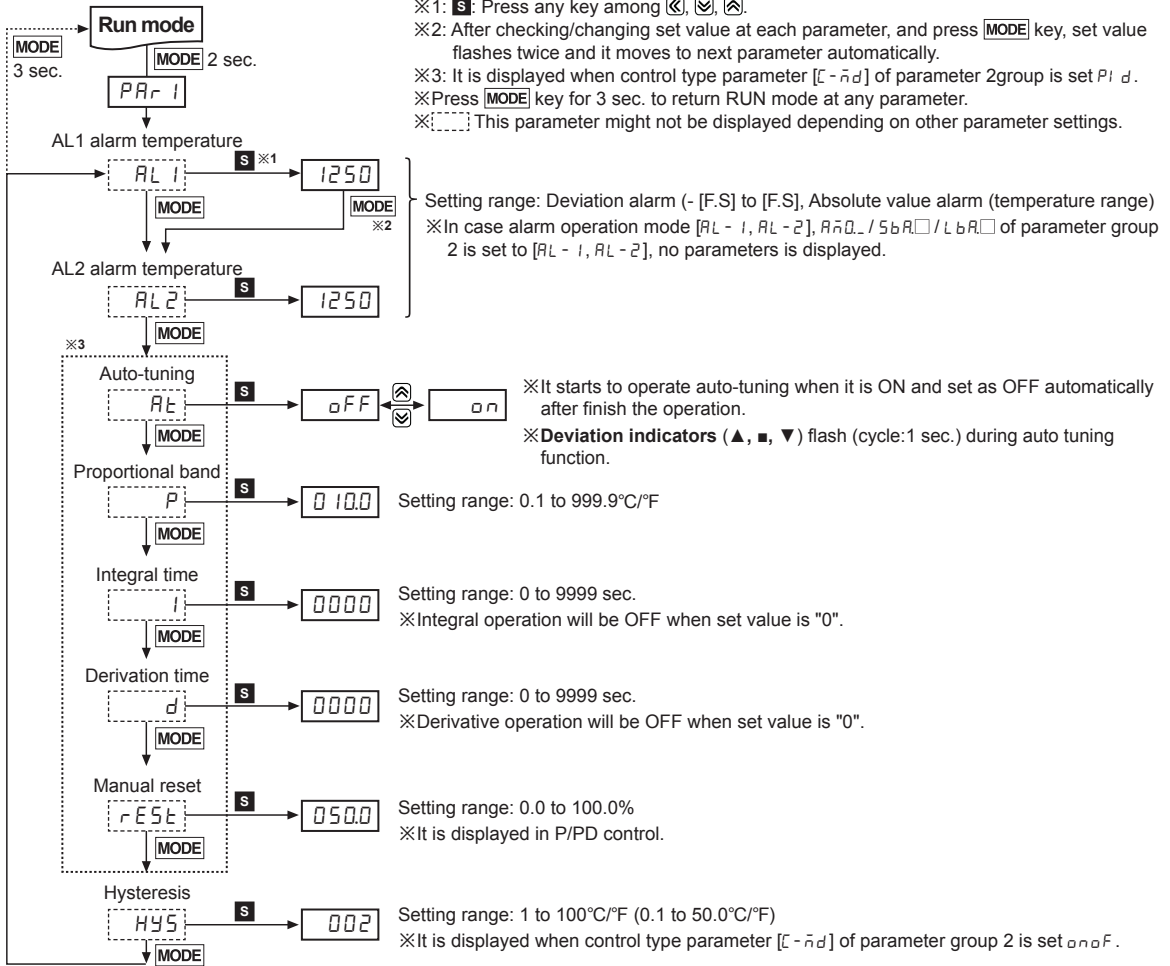 ※1: S: Press any key among ≪, ︾, ︽.
※2: After checking/changing set value at each parameter, and press MODE key, set value
flashes twice and it moves to next parameter automatically.
※3: It is displayed when control type parameter [C-md] of parameter 2group is set PI d.
※Press MODE key for 3 sec. to return RUN mode at any parameter.
※ This parameter might not be displayed depending on other parameter settings.
Run mode
MODE
3 sec.
MODE 2 sec.
PAr 1
AL1 alarm temperature
AL 1
S ※1
1250
MODE
MODE
※2
Setting range: Deviation alarm (- [F.S] to [F.S], Absolute value alarm (temperature range)
※In case alarm operation mode [AL-1, AL-2], Am0._ / SbA.□ / LbA.□ of parameter group
2 is set to [AL-1, AL-2], no parameters is displayed.
AL2 alarm temperature
AL2
S
1250
MODE
※3
Auto-tuning
At
S
oFF
on
※It starts to operate auto-tuning when it is ON and set as OFF automatically
after finish the operation.
※Deviation indicators (▲, ■, ▼) flash (cycle:1 sec.) during auto tuning
function.
MODE
Proportional band
P
S
010.0
Setting range: 0.1 to 999.9°C/°F
MODE
Integral time
I
S
0000
Setting range: 0 to 9999 sec.
※Integral operation will be OFF when set value is "0".
MODE
Derivation time
d
S
0000
Setting range: 0 to 9999 sec.
※Derivative operation will be OFF when set value is "0".
MODE
Manual reset
rESt
S
050.0
Setting range: 0.0 to 100.0%
※It is displayed in P/PD control.
MODE
Hysteresis
HYS
S
002
Setting range: 1 to 100°C/°F (0.1 to 50.0°C/°F)
※It is displayed when control type parameter [C-md] of parameter group 2 is set onoF.
MODE